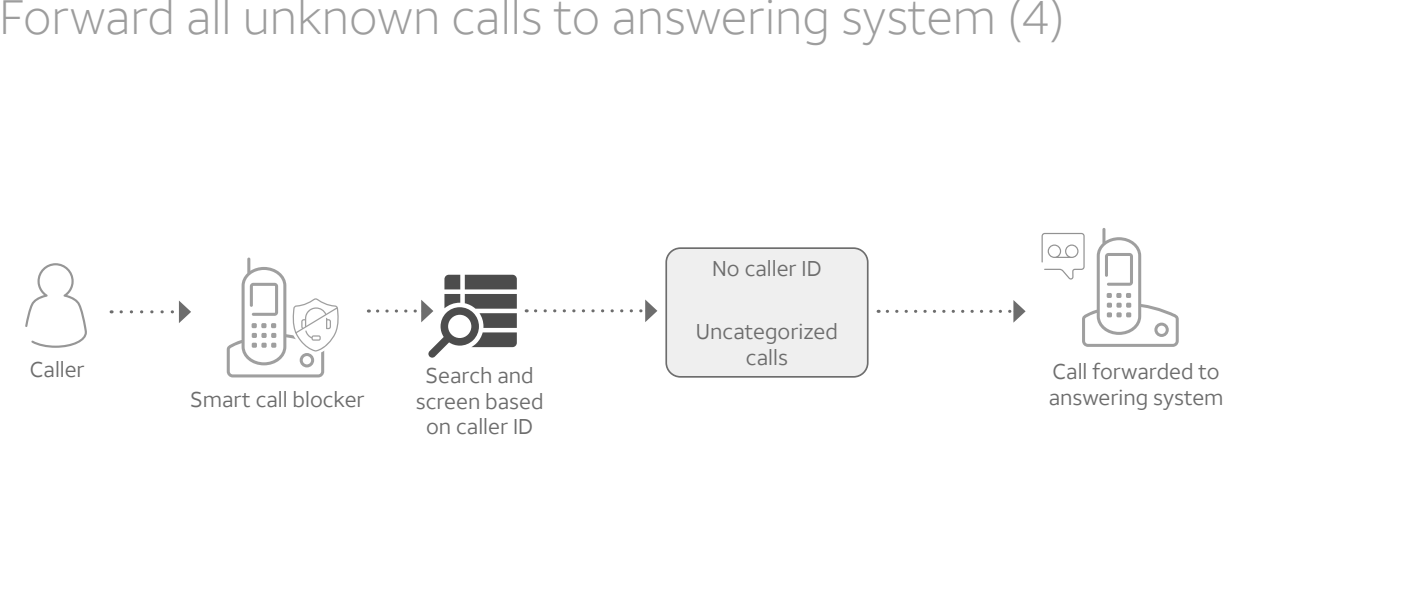 Forward all unknown calls to answering system (4)
No caller ID
Uncategorized
calls
Caller
Smart call blocker
Search and
screen based
on caller ID
Call forwarded to
answering system